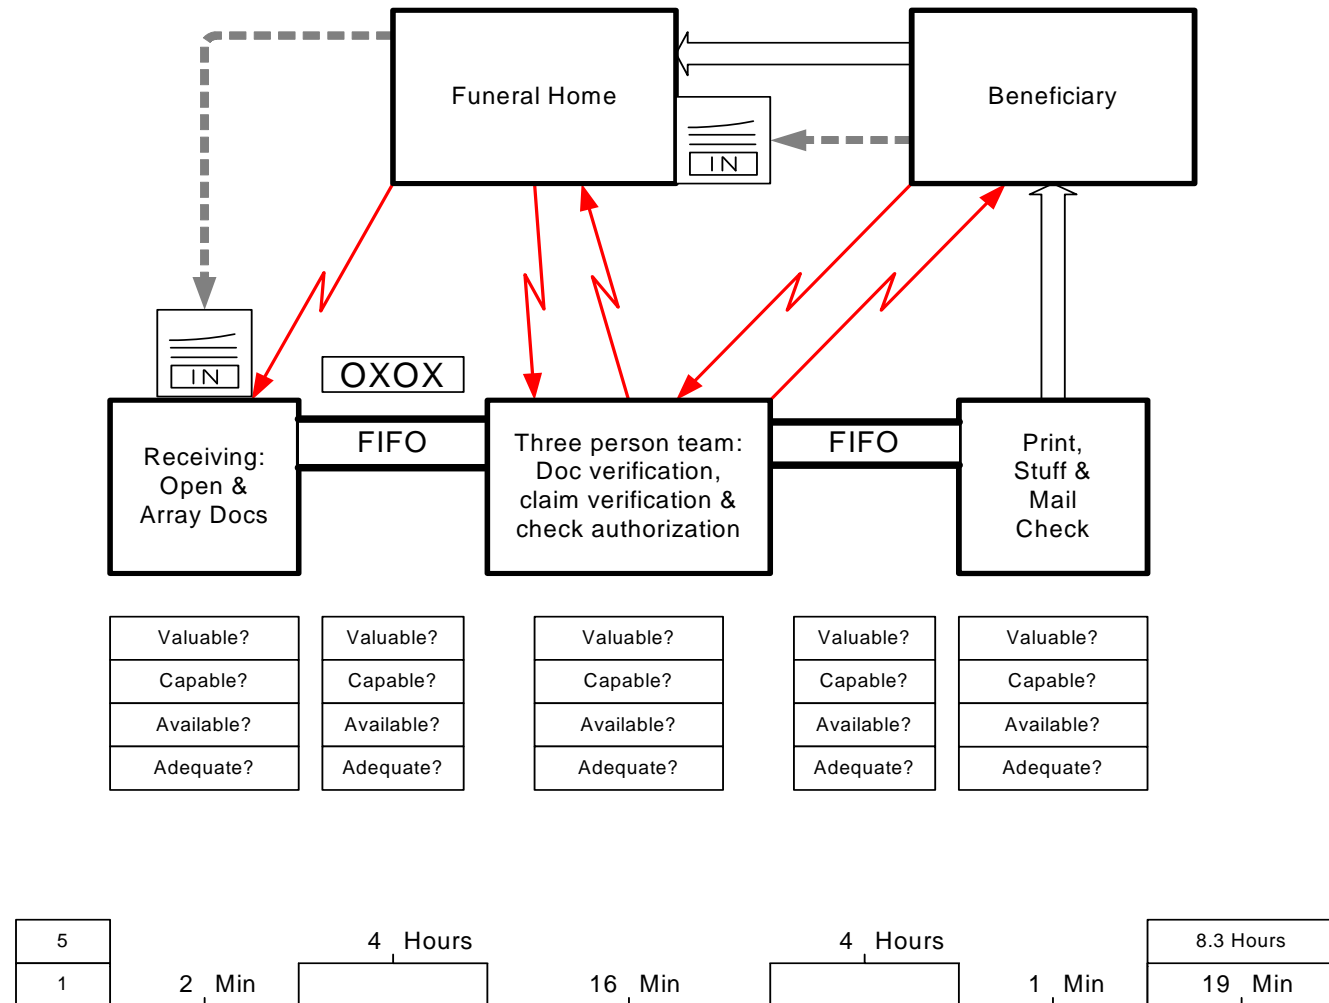 Funeral Home
Beneficiary
IN
IN
OXOX
FIFO
FIFO
Receiving:
Open &
Array Docs
Three person team:
Doc verification,
claim verification &
check authorization
Print,
Stuff &
Mail
Check
Valuable?
Capable?
Available?
Adequate?
Valuable?
Capable?
Available?
Adequate?
Valuable?
Capable?
Available?
Adequate?
Valuable?
Capable?
Available?
Adequate?
Valuable?
Capable?
Available?
Adequate?
5
4 Hours
4 Hours
8.3 Hours
1
2 Min
16 Min
1 Min
19 Min